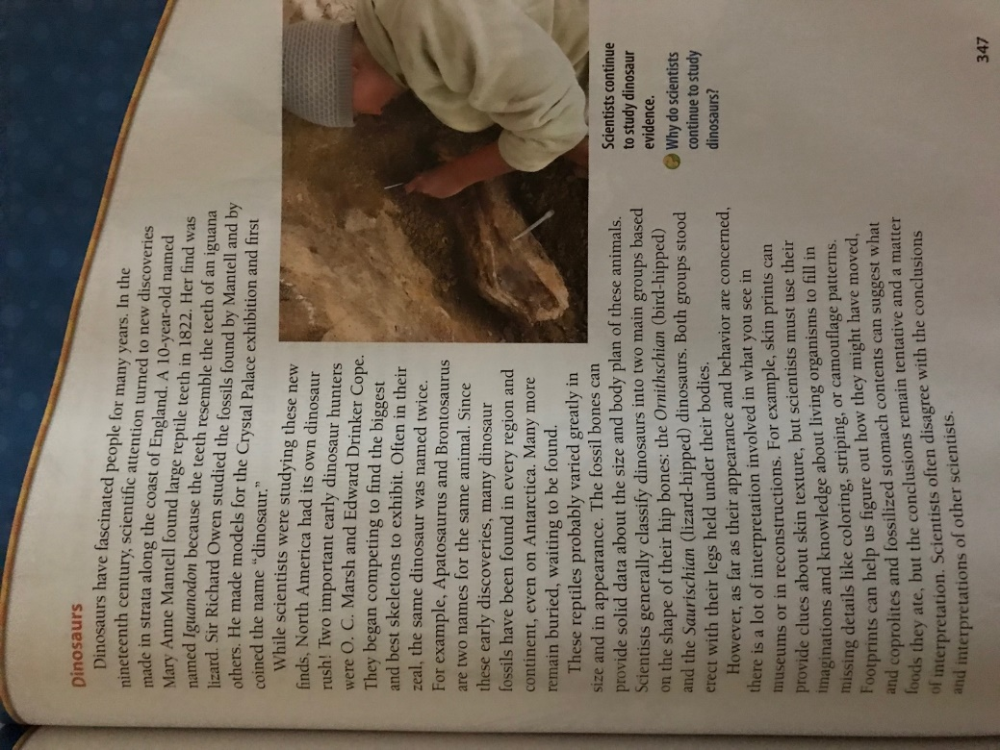 Dinosaurs
Dinosaurs have fascinated people for many years. In the
nineteenth century, scientific attention turned to new discoveries
made in strata along the coast of England. A 10-year-old named
Mary Anne Mantell found large reptile teeth in 1822. Her find was
named Iguanodon because the teeth resemble the teeth of an iguana
lizard. Sir Richard Owen studied the fossils found by Mantell and by
others. He made models for the Crystal Palace exhibition and first
coined the name "dinosaur."
While scientists were studying these new
finds, North America had its own dinosaur
rush! Two important early dinosaur hunters
were O. C. Marsh and Edward Drinker Cope.
They began competing to find the biggest
and best skeletons to exhibit. Often in their
zeal, the same dinosaur was named twice.
For example, Apatosaurus and Brontosaurus
are two names for the same animal. Since
these early discoveries, many dinosaur
fossils have been found in every region and
continent, even on Antarctica. Many more
remain buried, waiting to be found.
These reptiles probably varied greatly in
size and in appearance. The fossil bones can
provide solid data about the size and body plan of these animals.
Scientists generally classify dinosaurs into two main groups based
on the shape of their hip bones: the Ornithschian (bird-hipped)
and the Saurischian (lizard-hipped) dinosaurs. Both groups stood
erect with their legs held under their bodies.
However, as far as their appearance and behavior are concerned,
there is a lot of interpretation involved in what you see in
museums or in reconstructions. For example, skin prints can
provide clues about skin texture, but scientists must use their
imaginations and knowledge about living organisms to fill in
missing details like coloring, striping, or camouflage patterns.
Footprints can help us figure out how they might have moved,
and coprolites and fossilized stomach contents can suggest what
foods they ate, but the conclusions remain tentative and a matter
of interpretation. Scientists often disagree with the conclusions
and interpretations of other scientists.
Scientists continue
to study dinosaur
evidence.
Why do scientists
continue to study
dinosaurs?
347